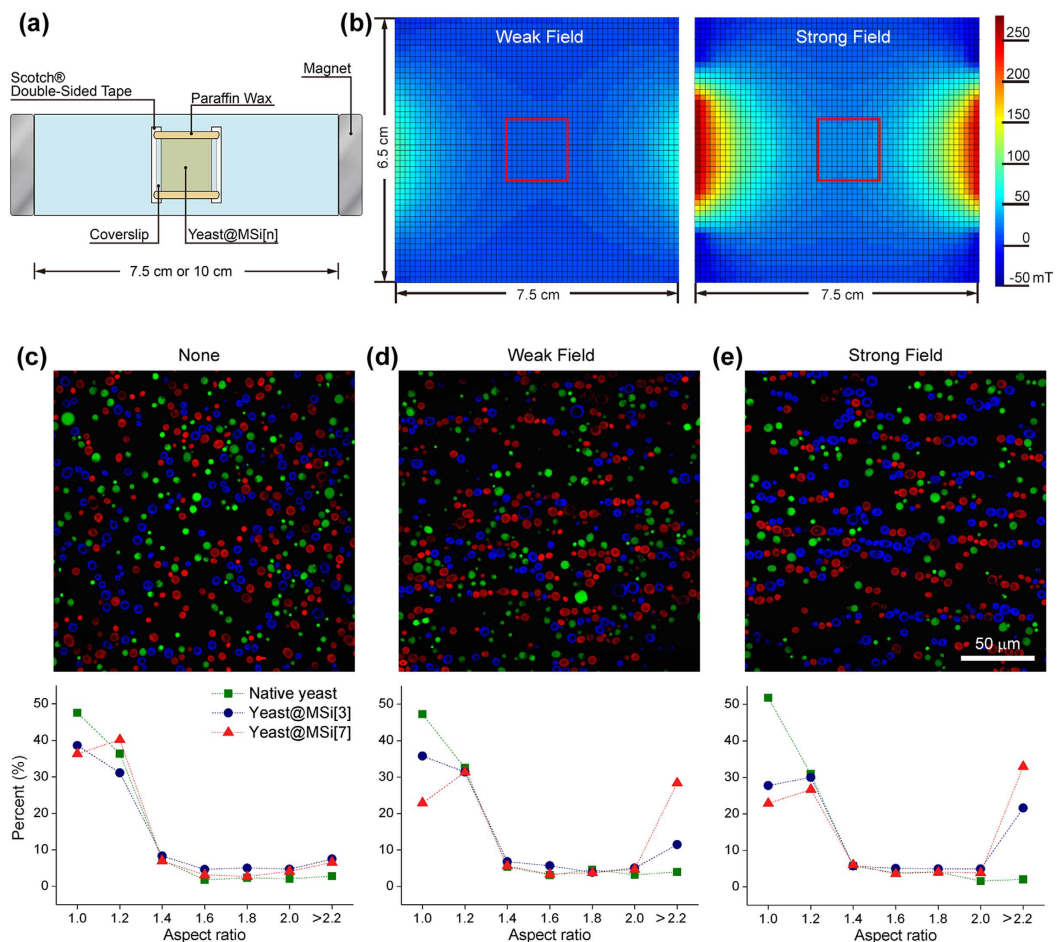 (a)
Scotch®
Double-Sided Tape
Paraffin Wax
Magnet
Coverslip
Yeast@MSi[n]
7.5 cm or 10 cm
(b)
Weak Field
Strong Field
6.5 cm
7.5 cm
7.5 cm
250
200
150
100
50
0
-50 mT
(c)
None
(d)
Weak Field
(e)
Strong Field
50 μm
Percent (%)
50
40
30
20
10
0
Native yeast
Yeast@MSi[3]
Yeast@MSi[7]
1.0 1.2 1.4 1.6 1.8 2.0 >2.2
Aspect ratio
50
40
30
20
10
0
1.0 1.2 1.4 1.6 1.8 2.0 >2.2
Aspect ratio
50
40
30
20
10
0
1.0 1.2 1.4 1.6 1.8 2.0 >2.2
Aspect ratio